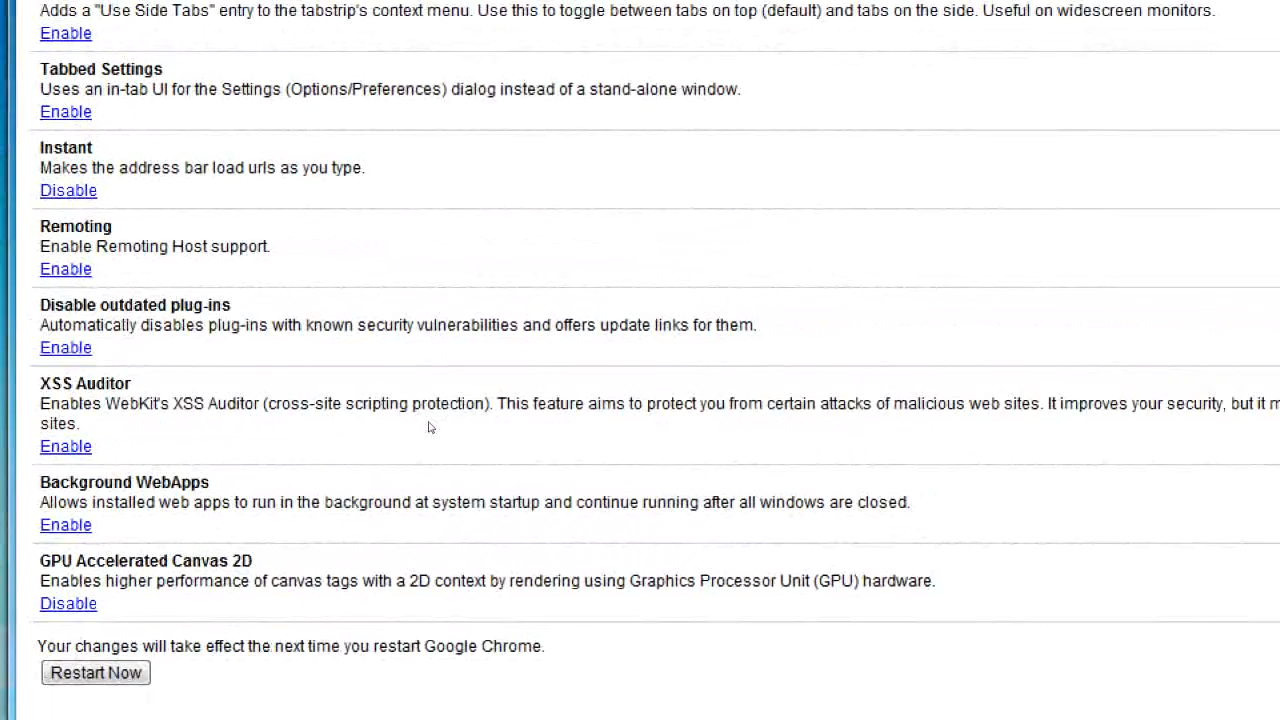 Adds a "Use Side Tabs" entry to the tabstrip's context menu. Use this to toggle between tabs on top (default) and tabs on the side. Useful on widescreen monitors.
Enable
Tabbed Settings
Uses an in-tab UI for the Settings (Options/Preferences) dialog instead of a stand-alone window.
Enable
Instant
Makes the address bar load urls as you type.
Disable
Remoting
Enable Remoting Host support.
Enable
Disable outdated plug-ins
Automatically disables plug-ins with known security vulnerabilities and offers update links for them.
Enable
XSS Auditor
Enables WebKit's XSS Auditor (cross-site scripting protection). This feature aims to protect you from certain attacks of malicious web sites. It improves your security, but it m
sites.
Enable
Background WebApps
Allows installed web apps to run in the background at system startup and continue running after all windows are closed.
Enable
GPU Accelerated Canvas 2D
Enables higher performance of canvas tags with a 2D context by rendering using Graphics Processor Unit (GPU) hardware.
Disable
Your changes will take effect the next time you restart Google Chrome.
Restart Now